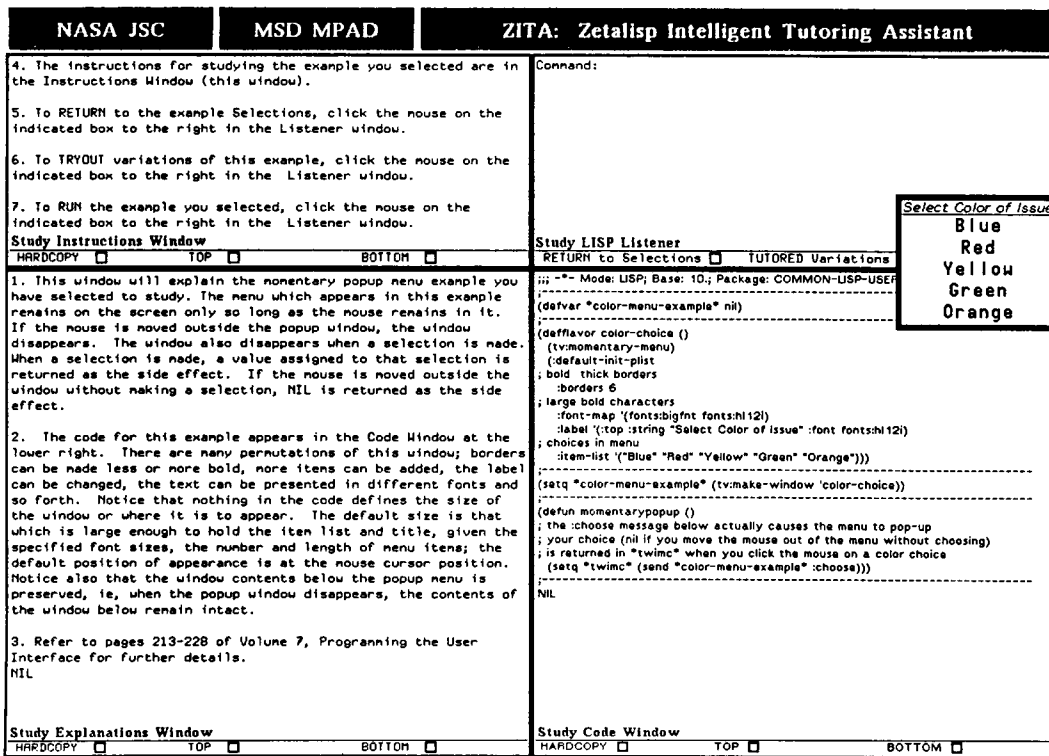 NASA JSC
MSD MPAD
ZITA: Zetalisp Intelligent Tutoring Assistant
4. The instructions for studying the example you selected are in
the Instructions Window (this window).
5. To RETURN to the example Selections, click the mouse on the
indicated box to the right in the Listener window.
6. To TRYOUT variations of this example, click the mouse on the
indicated box to the right in the  Listener window.
7. To RUN the example you selected, click the mouse on the
indicated box to the right in the  Listener window.
Study Instructions Window
HARDCOPY TOP BOTTOM
Command:
Study LISP Listener
RETURN to Selections TUTORED Variations
Select Color of Issue
Blue
Red
Yellow
Green
Orange
1. This window will explain the momentary popup menu example you
have selected to study. The menu which appears in this example
remains on the screen only so long as the mouse remains in it.
If the mouse is moved outside the popup window, the window
disappears.  The window also disappears when a selection is made.
When a selection is made, a value assigned to that selection is
returned as the side effect.  If the mouse is moved outside the
window without making a selection, NIL is returned as the side
effect.
2.  The code for this example appears in the Code Window at the
lower right.  There are many permutations of this window; borders
can be made less or more bold, more items can be added, the label
can be changed, the text can be presented in different fonts and
so forth.  Notice that nothing in the code defines the size of
the window or where it is to appear.  The default size is that
which is large enough to hold the item list and title, given the
specified font sizes, the number and length of menu items; the
default position of appearance is at the mouse cursor position.
Notice also that the window contents below the popup menu is
preserved, ie, when the popup window disappears, the contents of
the window below remain intact.
3. Refer to pages 213-228 of Volume 7, Programming the User
Interface for further details.
NIL
Study Explanations Window
HARDCOPY TOP BOTTOM
;;; -*- Mode: LISP; Base: 10.; Package: COMMON-LISP-USER
;------------------------------------------------
(defvar *color-menu-example* nil)
;------------------------------------------------
(defflavor color-choice ()
(tv:momentary-menu)
(:default-init-plist
; bold  thick borders
:borders 6
; large bold characters
:font-map '(fonts:bigfnt fonts:hl12i)
:label '(:top :string "Select Color of Issue" :font fonts:hl12i)
; choices in menu
:item-list '("Blue" "Red" "Yellow" "Green" "Orange")))
;------------------------------------------------
(setq *color-menu-example* (tv:make-window 'color-choice))
;------------------------------------------------
(defun momentarypopup ()
; the :choose message below actually causes the menu to pop-up
; your choice (nil if you move the mouse out of the menu without choosing)
; is returned in *twimc* when you click the mouse on a color choice
(setq *twimc* (send *color-menu-example* :choose)))
;------------------------------------------------
NIL
Study Code Window
HARDCOPY TOP BOTTOM